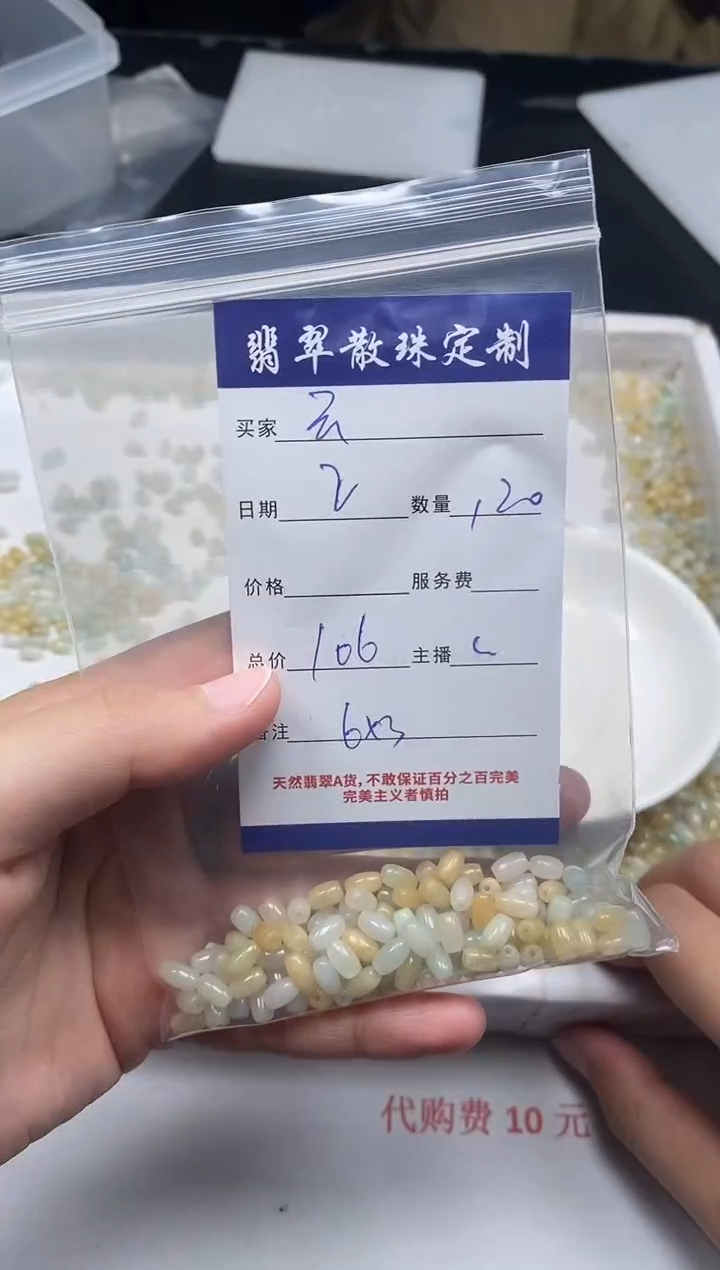 翡翠散珠定制
买家 云
日期 2 数量 120
价格 服务费
总价 106 主播
注 6x3
天然翡翠A货,不敢保证百分之百完美
完美主义者慎拍
代购费 10 元